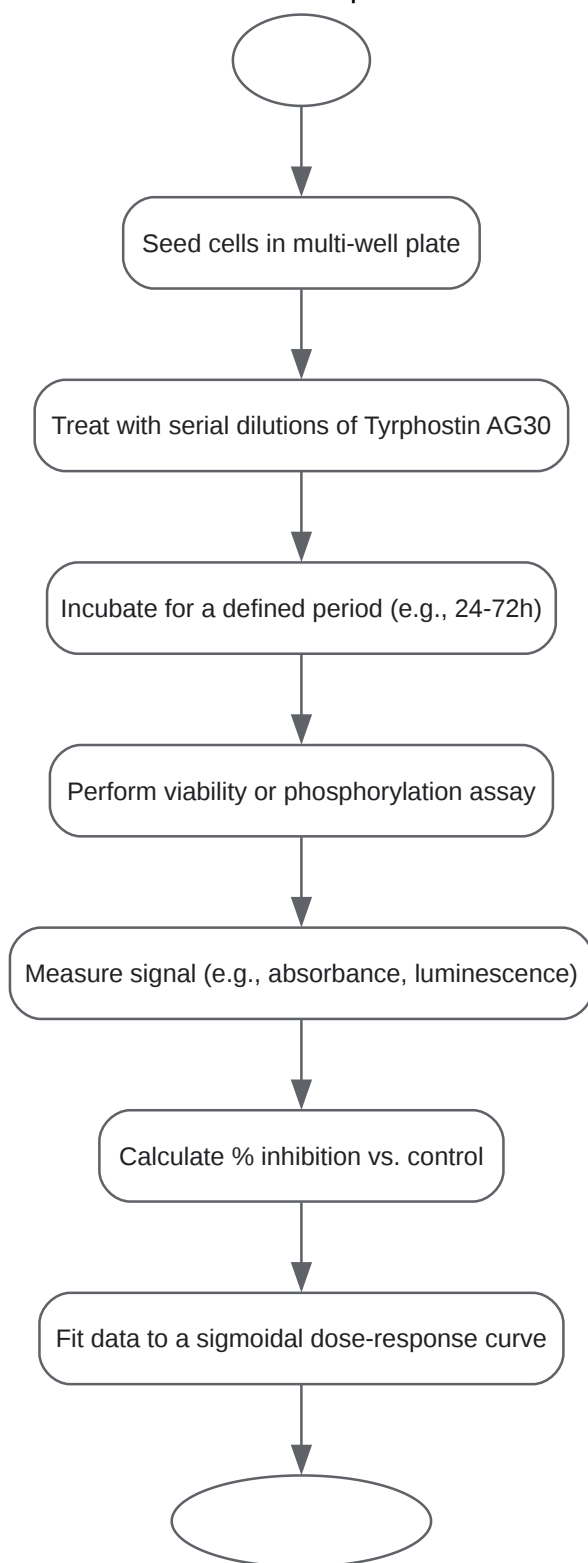 Seed cells in multi-well plate
Treat with serial dilutions of Tyrphostin AG30
Incubate for a defined period (e.g., 24-72h)
Perform viability or phosphorylation assay
Measure signal (e.g., absorbance, luminescence)
Calculate % inhibition vs. control
Fit data to a sigmoidal dose-response curve